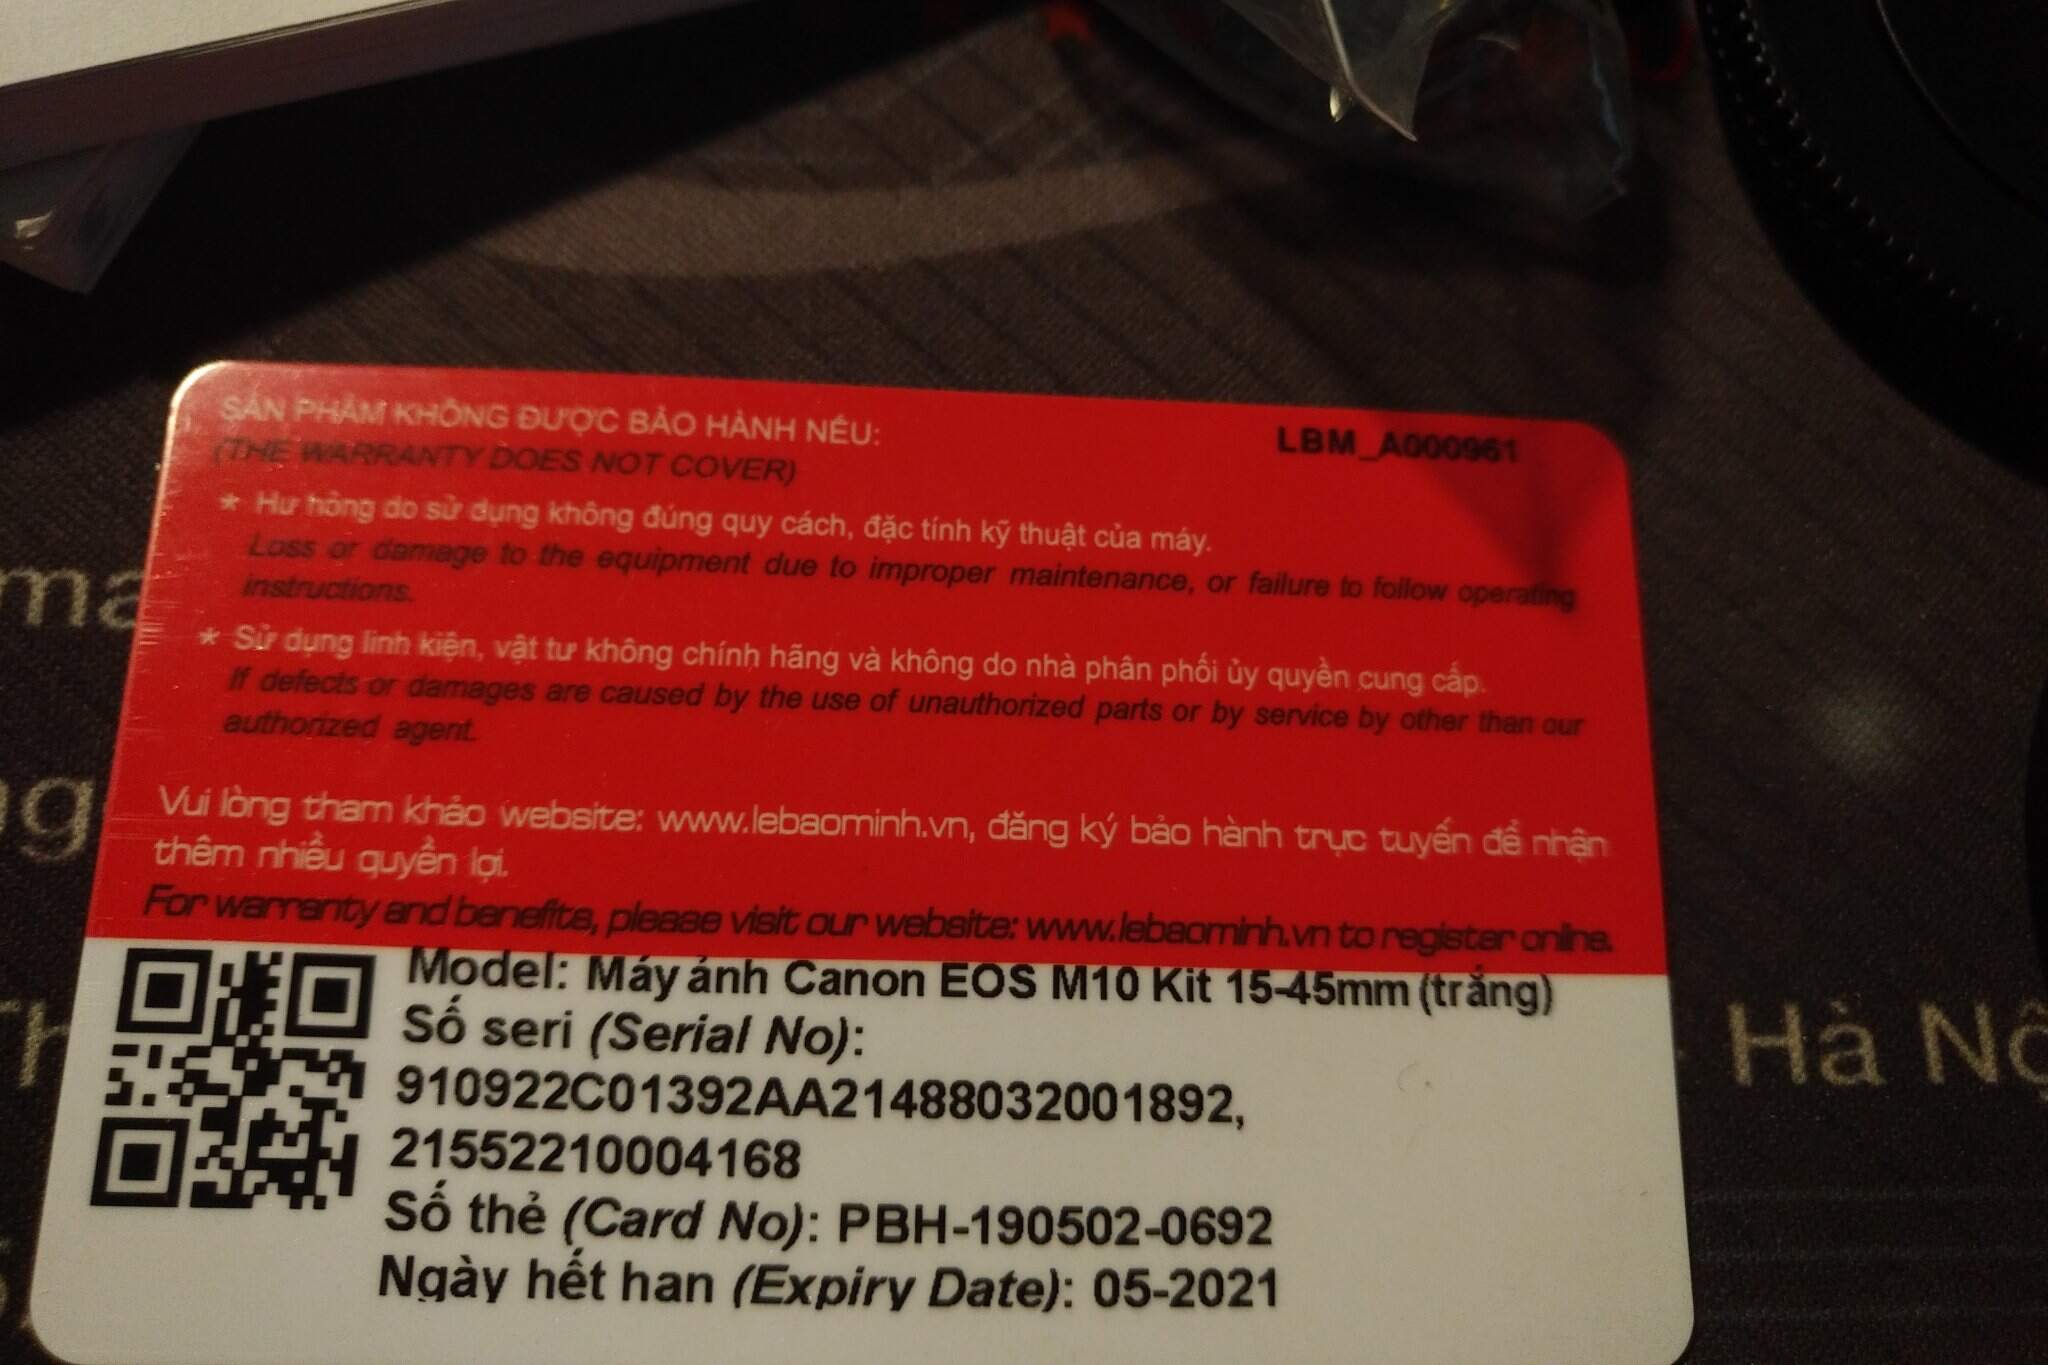 SẢN PHẨM KHÔNG ĐƯỢC BẢO HÀNH NẾU:
LBM_A000961
(THE WARRANTY DOES NOT COVER)
* Hư hỏng do sử dụng không đúng quy cách, đặc tính kỹ thuật của máy.
Loss or damage to the equipment due to improper maintenance, or failure to follow operating
instructions.
* Sử dụng linh kiện, vật tư không chính hãng và không do nhà phân phối ủy quyền cung cấp.
If defects or damages are caused by the use of unauthorized parts or by service by other than our
authorized agent.
Vui lòng tham khảo website: www.lebaominh.vn, đăng ký bảo hành trực tuyến để nhận
thêm nhiều quyền lợi.
For warranty and benefits, please visit our website: www.lebaominh.vn to register online.
Model: Máy ảnh Canon EOS M10 Kit 15-45mm (trắng)
Số seri (Serial No):
910922C01392AA21488032001892,
21552210004168
Số thẻ (Card No): PBH-190502-0692
Ngày hết hạn (Expiry Date): 05-2021
Hà